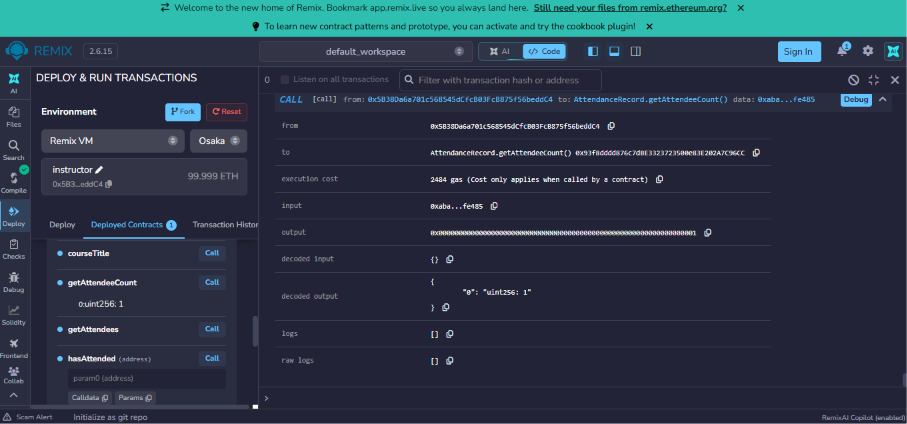 Welcome to the new home of Remix. Bookmark app.remix.live so you always land here. Still need your files from remix.ethereum.org?
To learn new contract patterns and prototype, you can activate and try the cookbook plugin!
REMIX 2.6.15 default_workspace AI Code Sign In 1
AI
Files
Search
Compile
Deploy
Checks
Debug
Solidity
Frontend
Collab
DEPLOY & RUN TRANSACTIONS
Environment Fork Reset
Remix VM Osaka
instructor
0x5B3...eddC4 99.999 ETH
Deploy Deployed Contracts 1 Transaction Histor
courseTitle Call
getAttendeeCount Call
0:uint256: 1
getAttendees Call
hasAttended (address) Call
param0 (address)
Calldata Params
0 Listen on all transactions Filter with transaction hash or address
CALL [call] from: 0x5B38Da6a701c568545dCfcB03FcB875f56beddC4 to: AttendanceRecord.getAttendeeCount() data: 0xaba...fe485 Debug
from 0x5B38Da6a701c568545dCfcB03FcB875f56beddC4
to AttendanceRecord.getAttendeeCount()
execution cost 2484 gas (Cost only applies when called by a contract)
input 0xaba...fe485
output 0x0000000000000000000000000000000000000000000000000000000000000001
decoded input {}
decoded output {
"0": "uint256: 1"
}
logs []
raw logs []
>
Scam Alert Initialize as git repo RemixAI Copilot (enabled)